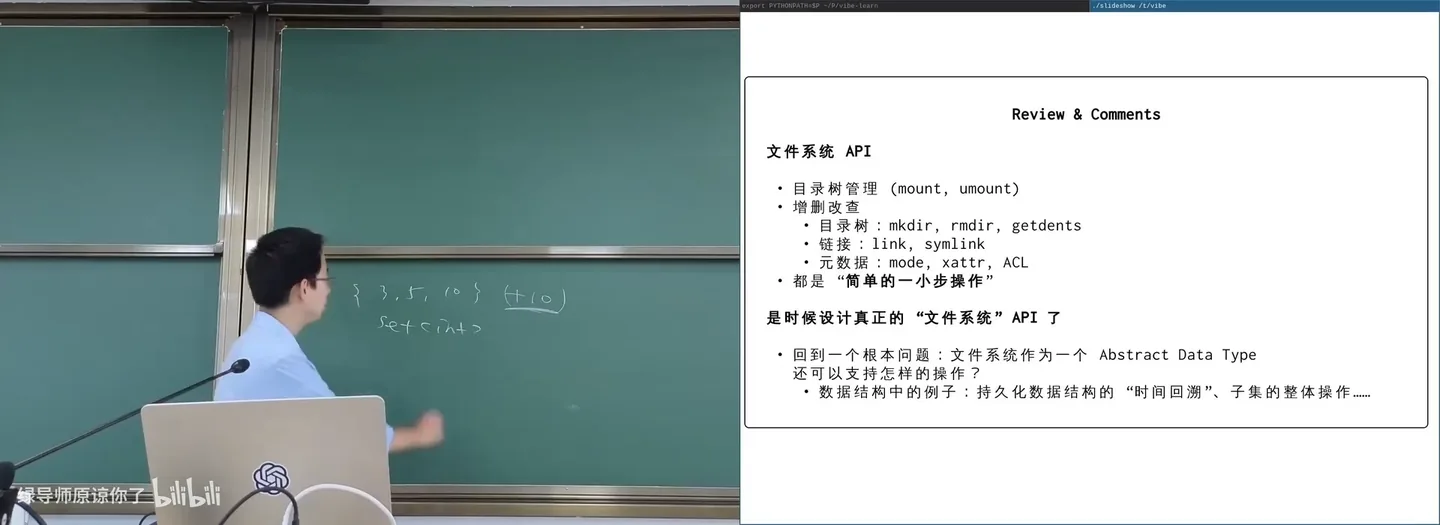 { 3, 5, 10 } (+10)
set<int>
绿导师原谅你了 bilibili
export PYTHONPATH=$P ~/P/vibe-learn
./slideshow /t/vibe
Review & Comments
文件系统 API
• 目录树管理 (mount, umount)
• 增删改查
• 目录树：mkdir, rmdir, getdents
• 链接：link, symlink
• 元数据：mode, xattr, ACL
• 都是 “简单的一小步操作”
是时候设计真正的 “文件系统” API 了
• 回到一个根本问题：文件系统作为一个 Abstract Data Type
还可以支持怎样的操作？
• 数据结构中的例子：持久化数据结构的 “时间回溯”、子集的整体操作……